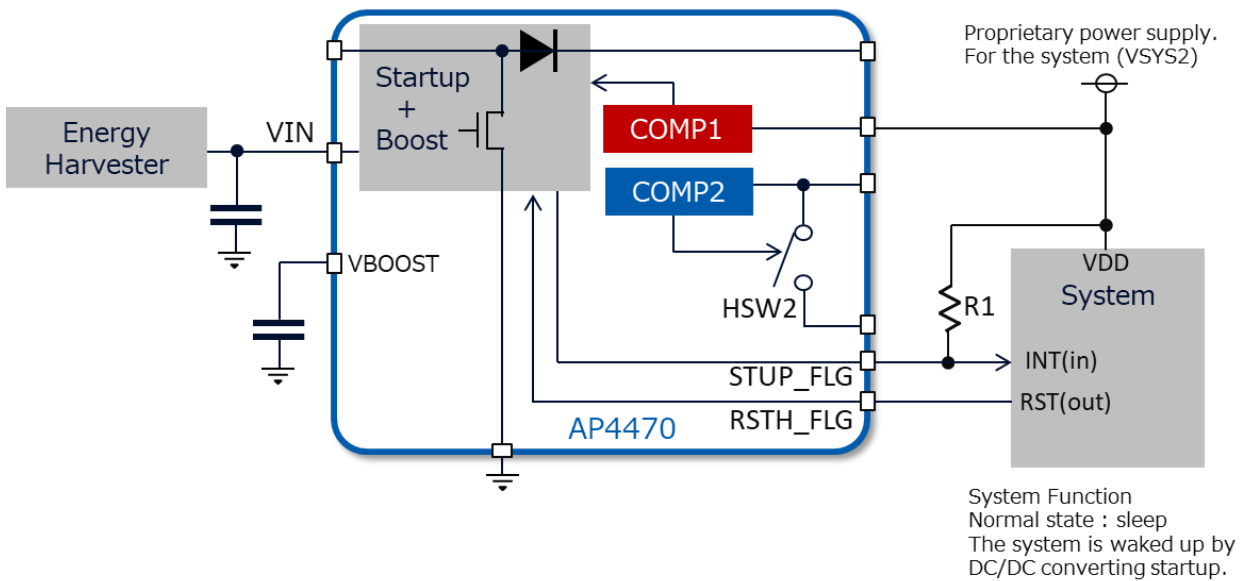 Proprietary power supply.
For the system (VSYS2)
Startup
+
Boost
COMP1
Energy
Harvester
VIN
COMP2
VBOOST
VDD
System
HSW2
R1
INT(in)
STUP_FLG
RST(out)
RSTH_FLG
AP4470
System Function
Normal state : sleep
The system is waked up by
DC/DC converting startup.